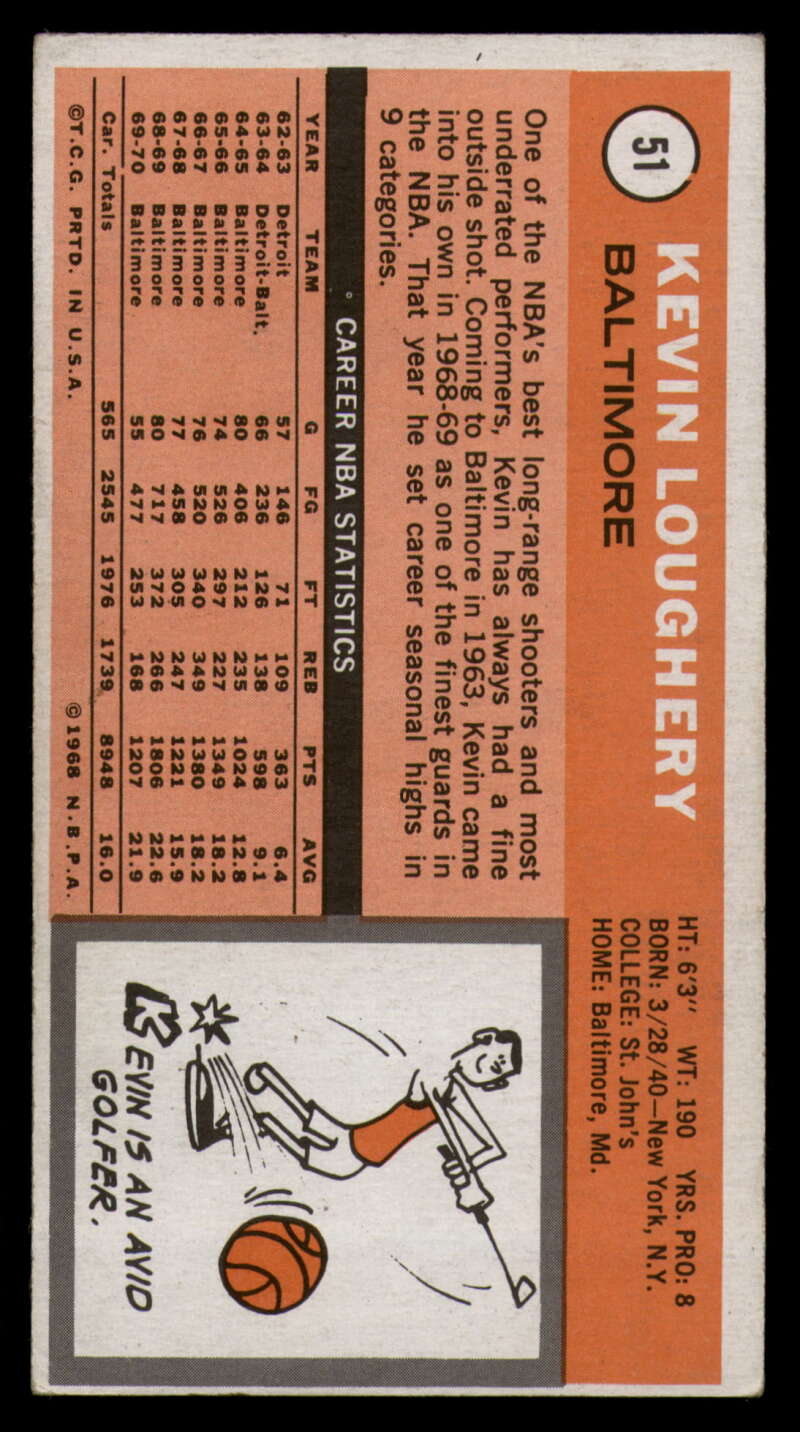 51
KEVIN LOUGHERY
BALTIMORE
HT: 6'3" WT: 190 YRS. PRO: 8
BORN: 3/28/40—New York, N.Y.
COLLEGE: St. John's
HOME: Baltimore, Md.
One of the NBA's best long-range shooters and most
underrated performers, Kevin has always had a fine
outside shot. Coming to Baltimore in 1963, Kevin came
into his own in 1968-69 as one of the finest guards in
the NBA. That year he set career seasonal highs in
9 categories.
CAREER NBA STATISTICS
YEAR TEAM G FG FT REB PTS AVG
62-63 Detroit 57 146 71 109 363 6.4
63-64 Detroit-Balt. 66 236 126 138 598 9.1
64-65 Baltimore 80 406 212 235 1024 12.8
65-66 Baltimore 74 526 297 227 1349 18.2
66-67 Baltimore 76 520 340 349 1380 18.2
67-68 Baltimore 77 458 305 247 1221 15.9
68-69 Baltimore 80 717 372 266 1806 22.6
69-70 Baltimore 55 477 253 168 1207 21.9
Car. Totals 565 2545 1976 1739 8948 16.0
©T.C.G. PRTD. IN U.S.A. ©1968 N.B.P.A.
KEVIN IS AN AVID
GOLFER.